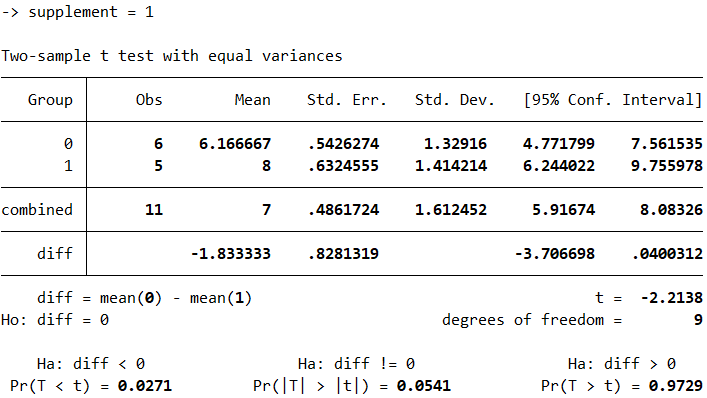 -> supplement = 1
Two-sample t test with equal variances
Group Obs Mean Std. Err. Std. Dev. [95% Conf. Interval]
0 6 6.166667 .5426274 1.32916 4.771799 7.561535
1 5 8 .6324555 1.414214 6.244022 9.755978
combined 11 7 .4861724 1.612452 5.91674 8.08326
diff -1.833333 .8281319 -3.706698 .0400312
diff = mean(0) - mean(1) t = -2.2138
Ho: diff = 0 degrees of freedom = 9
Ha: diff < 0 Ha: diff != 0 Ha: diff > 0
Pr(T < t) = 0.0271 Pr(|T| > |t|) = 0.0541 Pr(T > t) = 0.9729